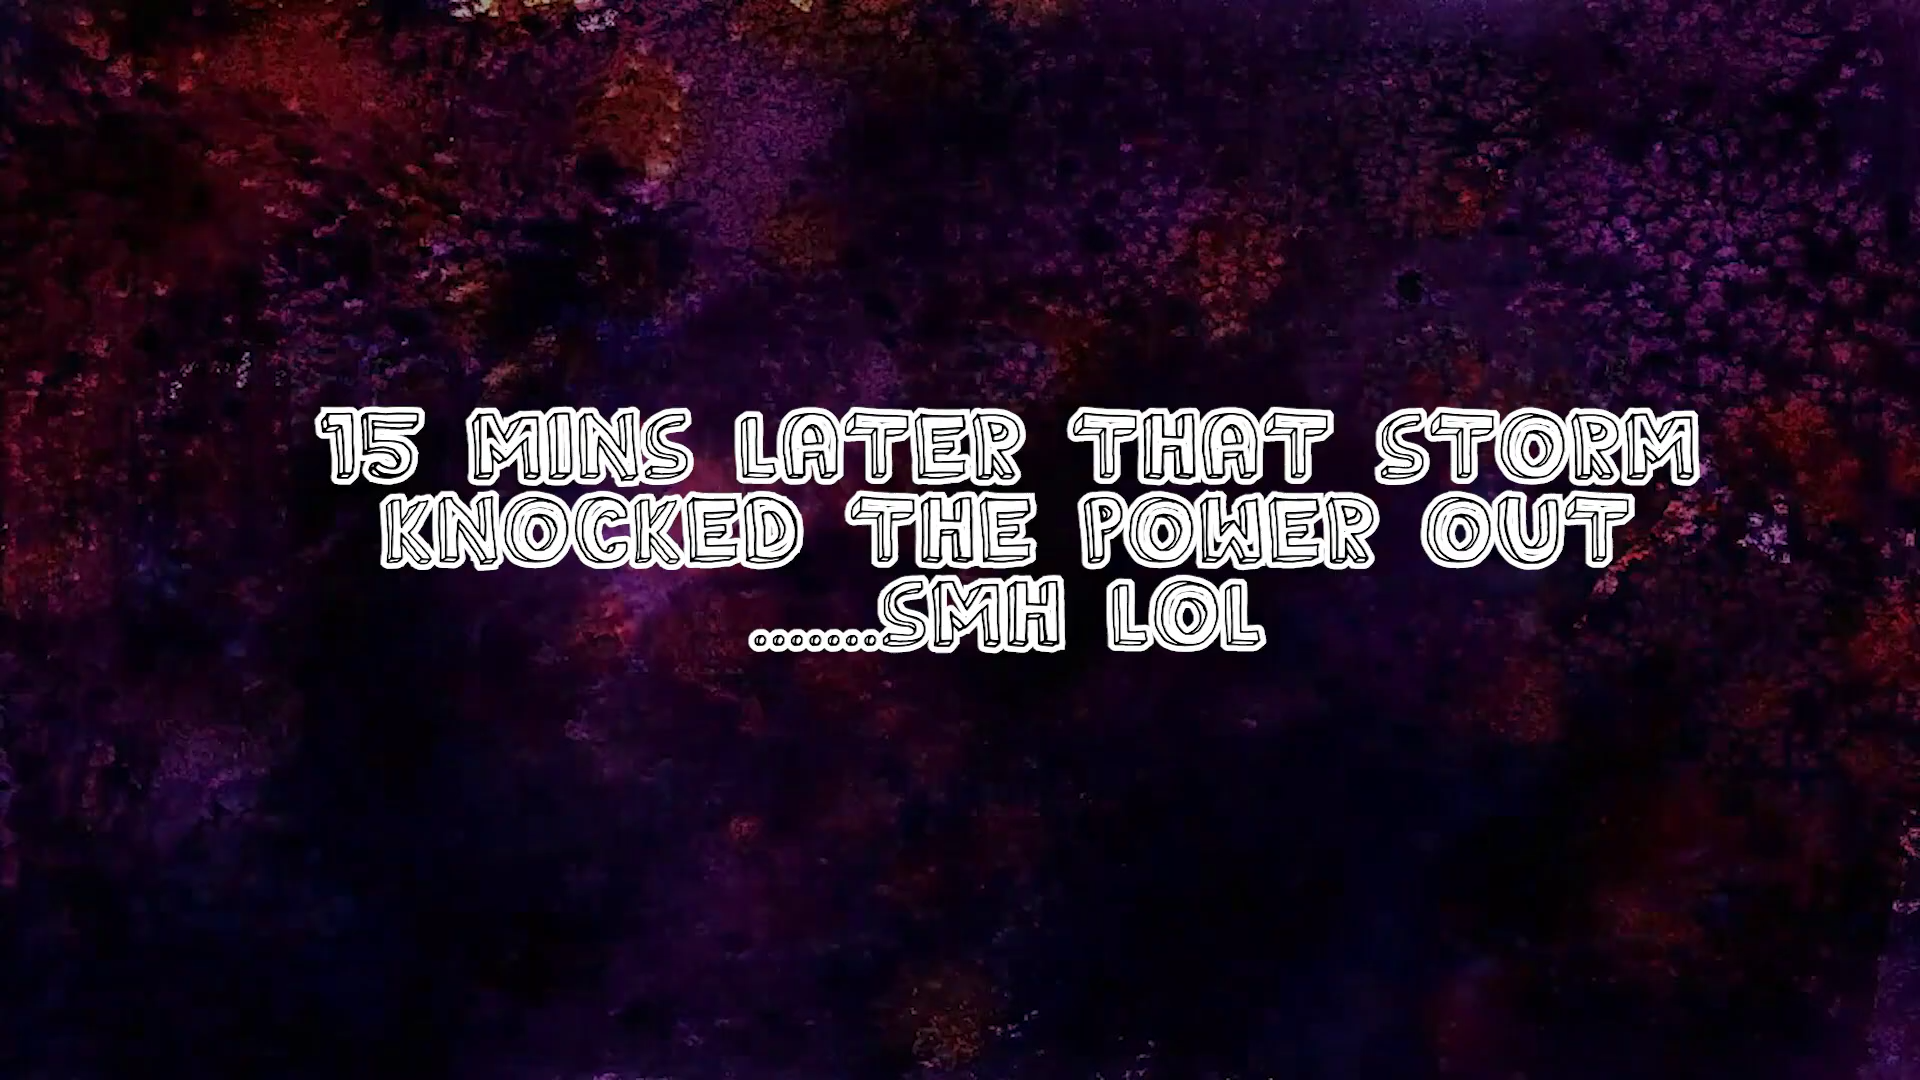 15 MINS LATER THAT STORM
KNOCKED THE POWER OUT
........SMH LOL